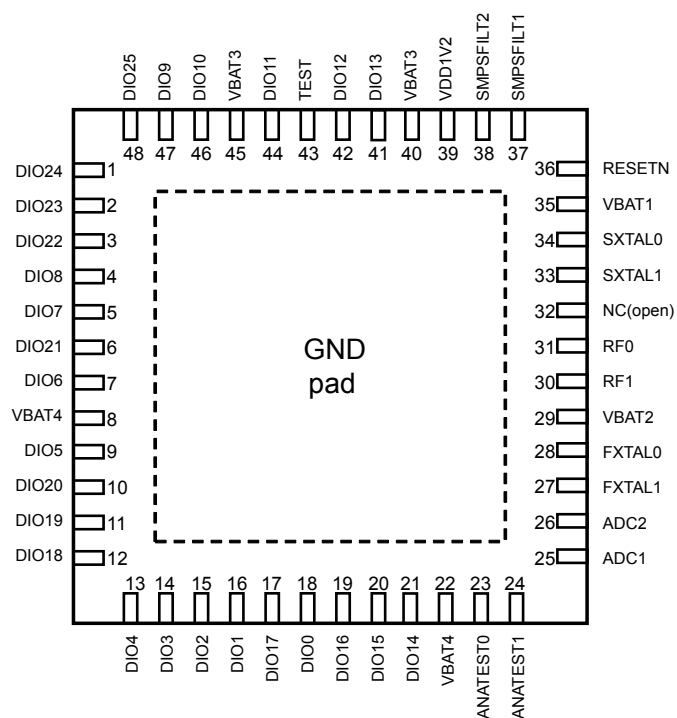 DIO25 DIO9 DIO10 VBAT3 DIO11 TEST DIO12 DIO13 VBAT3 VDD1V2 SMPSFILT2 SMPSFILT1
48 47 46 45 44 43 42 41 40 39 38 37
DIO24 1 36 RESETN
DIO23 2 35 VBAT1
DIO22 3 34 SXTAL0
DIO8 4 33 SXTAL1
DIO7 5 32 NC(open)
DIO21 6 31 RF0
DIO6 7 30 RF1
VBAT4 8 29 VBAT2
DIO5 9 28 FXTAL0
DIO20 10 27 FXTAL1
DIO19 11 26 ADC2
DIO18 12 25 ADC1
GND
pad
13 14 15 16 17 18 19 20 21 22 23 24
DIO4 DIO3 DIO2 DIO1 DIO17 DIO0 DIO16 DIO15 DIO14 VBAT4 ANATEST0 ANATEST1